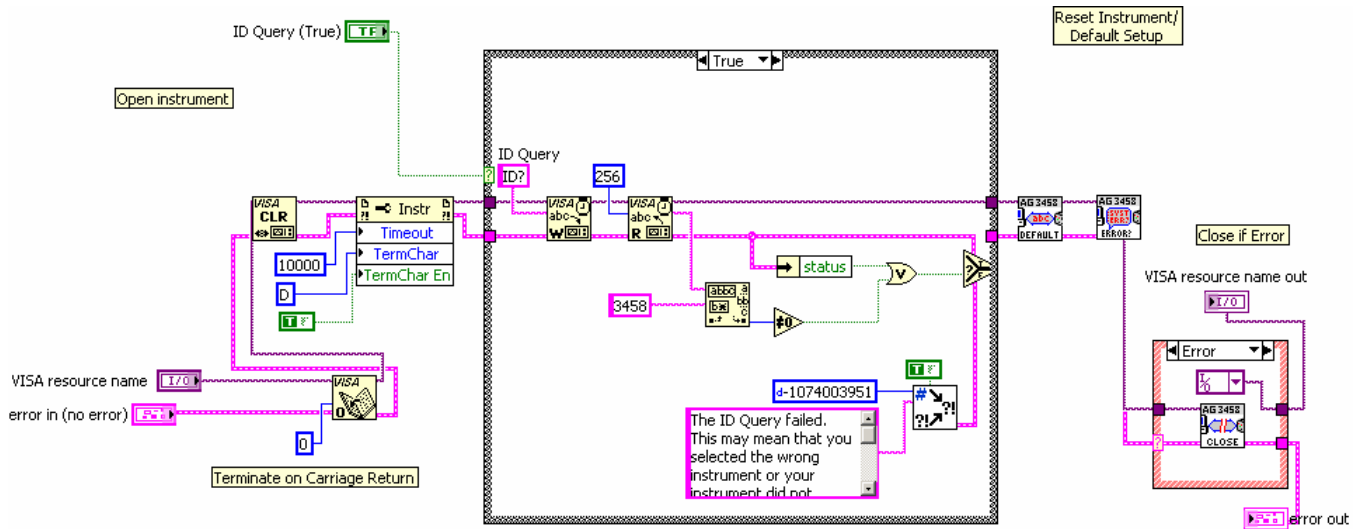 Reset Instrument/
Default Setup
ID Query (True)
TF
True
Open instrument
ID Query
ID?
256
VISA
CLR
Instr
Timeout
TermChar
TermChar En
10000
D
T
VISA
abc
W
VISA
abc
R
status
3458
abbc
≠0
V
AG 3458
abc
DEFAULT
AG 3458
SYST
ERR?
ERROR?
Close if Error
VISA resource name out
I/O
Error
I/O
AG 3458
CLOSE
VISA resource name
I/O
VISA
error in (no error)
0
Terminate on Carriage Return
T
d-1074003951
The ID Query failed.
This may mean that you
selected the wrong
instrument or your
instrument did not
error out